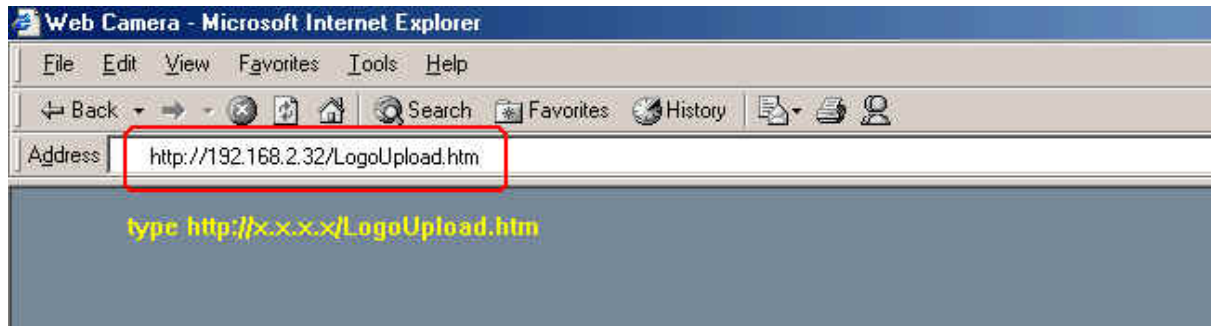 Web Camera - Microsoft Internet Explorer
File Edit View Favorites Tools Help
Back Search Favorites History
Address http://192.168.2.32/LogoUpload.htm
type http://x.x.x.x/LogoUpload.htm